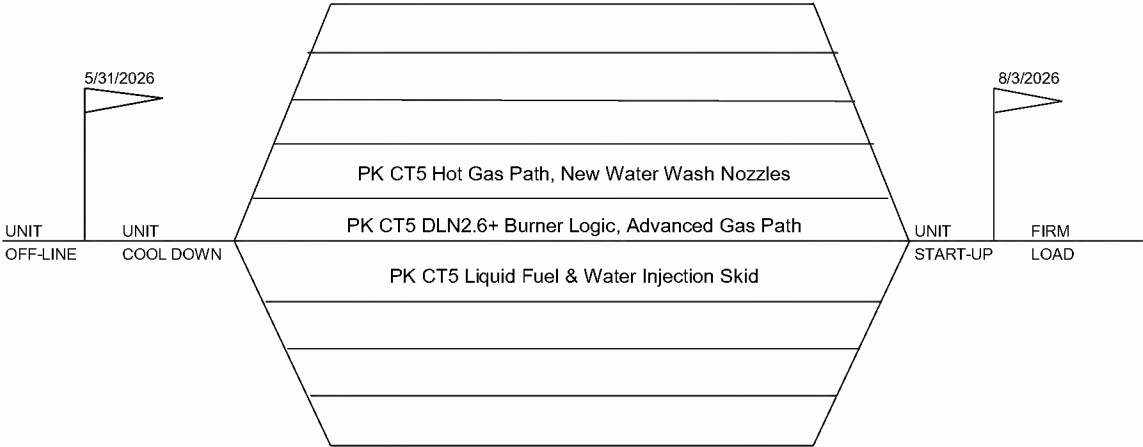 5/31/2026
8/3/2026
PK CT5 Hot Gas Path, New Water Wash Nozzles
PK CT5 DLN2.6+ Burner Logic, Advanced Gas Path
UNIT
OFF-LINE
UNIT
COOL DOWN
UNIT
START-UP
FIRM
LOAD
PK CT5 Liquid Fuel & Water Injection Skid